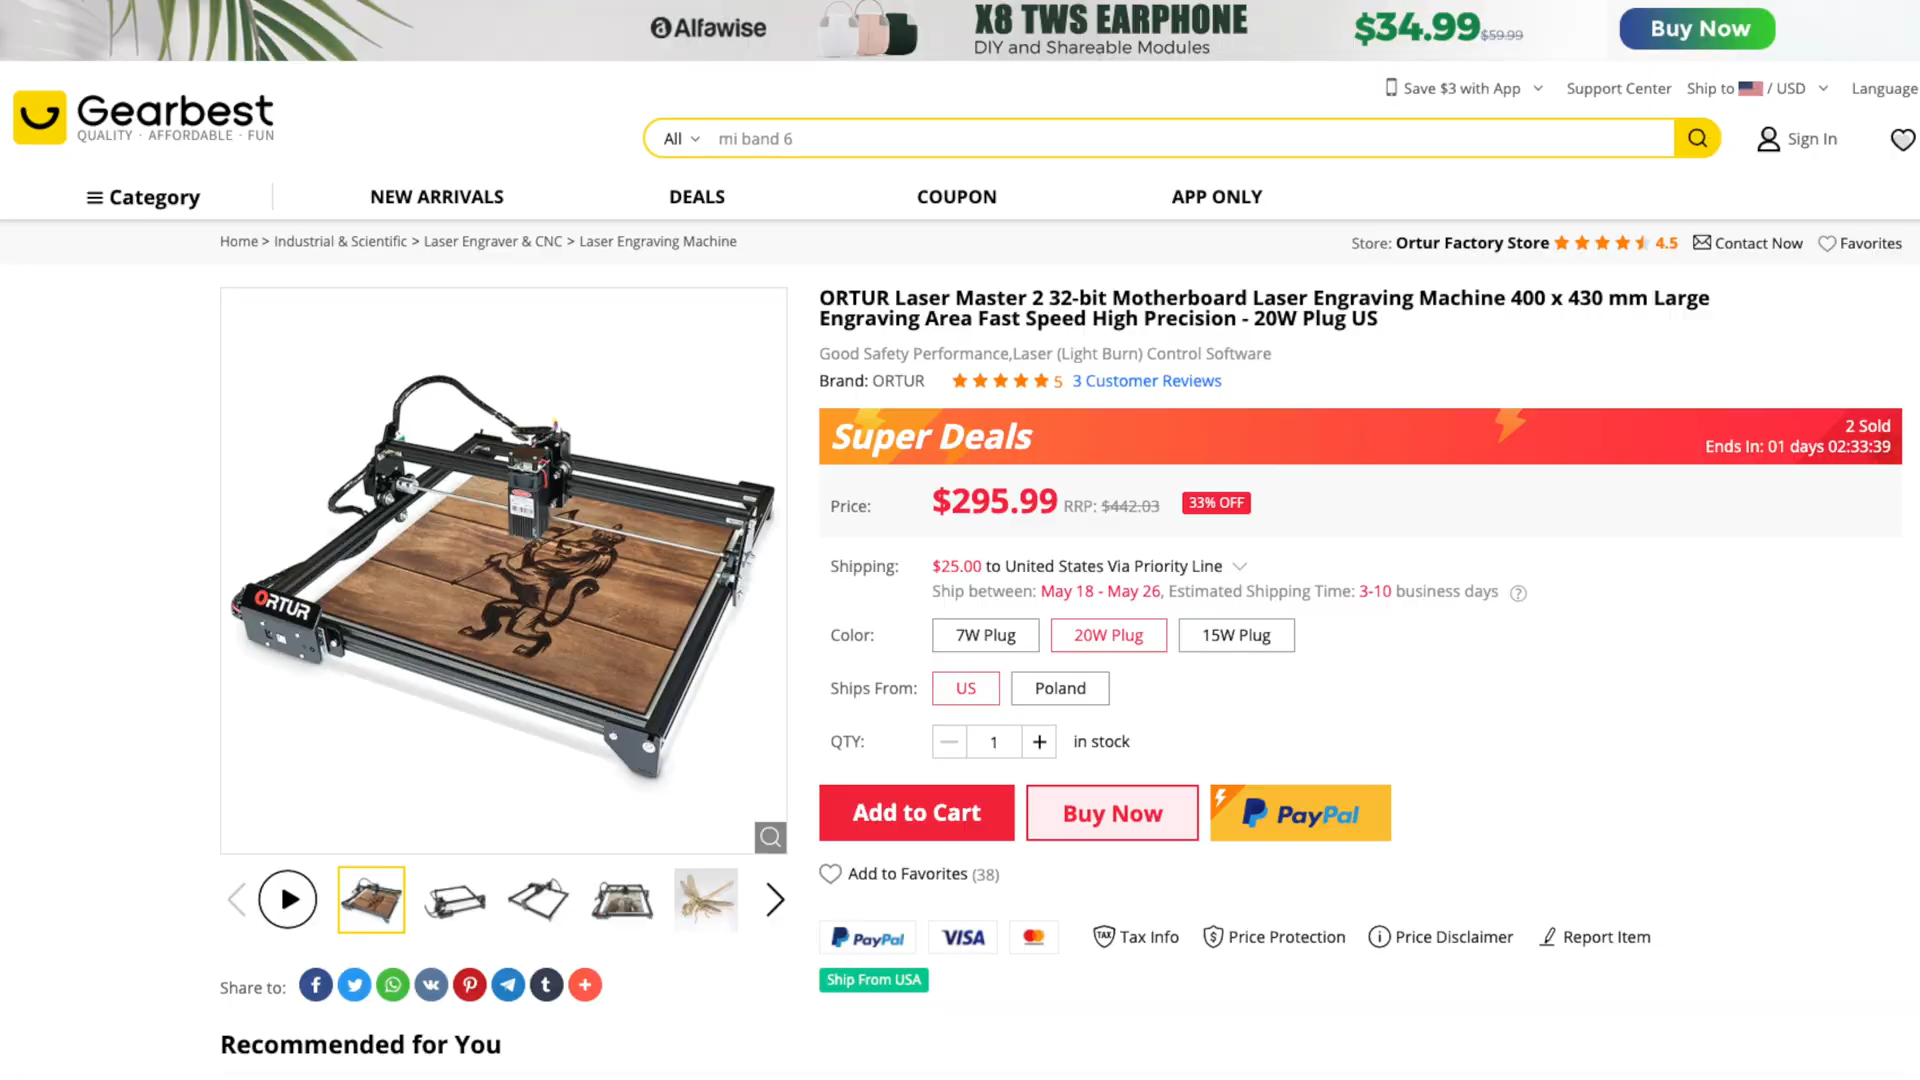 Alfawise
X8 TWS EARPHONE
DIY and Shareable Modules
$34.99 $59.99
Buy Now
Save $3 with App
Support Center
Ship to / USD
Language
Gearbest
QUALITY · AFFORDABLE · FUN
All
mi band 6
Sign In
Category
NEW ARRIVALS
DEALS
COUPON
APP ONLY
Home > Industrial & Scientific > Laser Engraver & CNC > Laser Engraving Machine
Store: Ortur Factory Store 4.5 Contact Now Favorites
ORTUR Laser Master 2 32-bit Motherboard Laser Engraving Machine 400 x 430 mm Large
Engraving Area Fast Speed High Precision - 20W Plug US
Good Safety Performance,Laser (Light Burn) Control Software
Brand: ORTUR 5 3 Customer Reviews
Super Deals
2 Sold
Ends In: 01 days 02:33:39
Price: $295.99 RRP: $442.03 33% OFF
Shipping: $25.00 to United States Via Priority Line
Ship between: May 18 - May 26, Estimated Shipping Time: 3-10 business days ?
Color: 7W Plug 20W Plug 15W Plug
Ships From: US Poland
QTY: — 1 + in stock
Add to Cart
Buy Now
PayPal
Add to Favorites (38)
PayPal
VISA
TAX Tax Info
Price Protection
Price Disclaimer
Report Item
Ship From USA
ORTUR
Share to:
Recommended for You